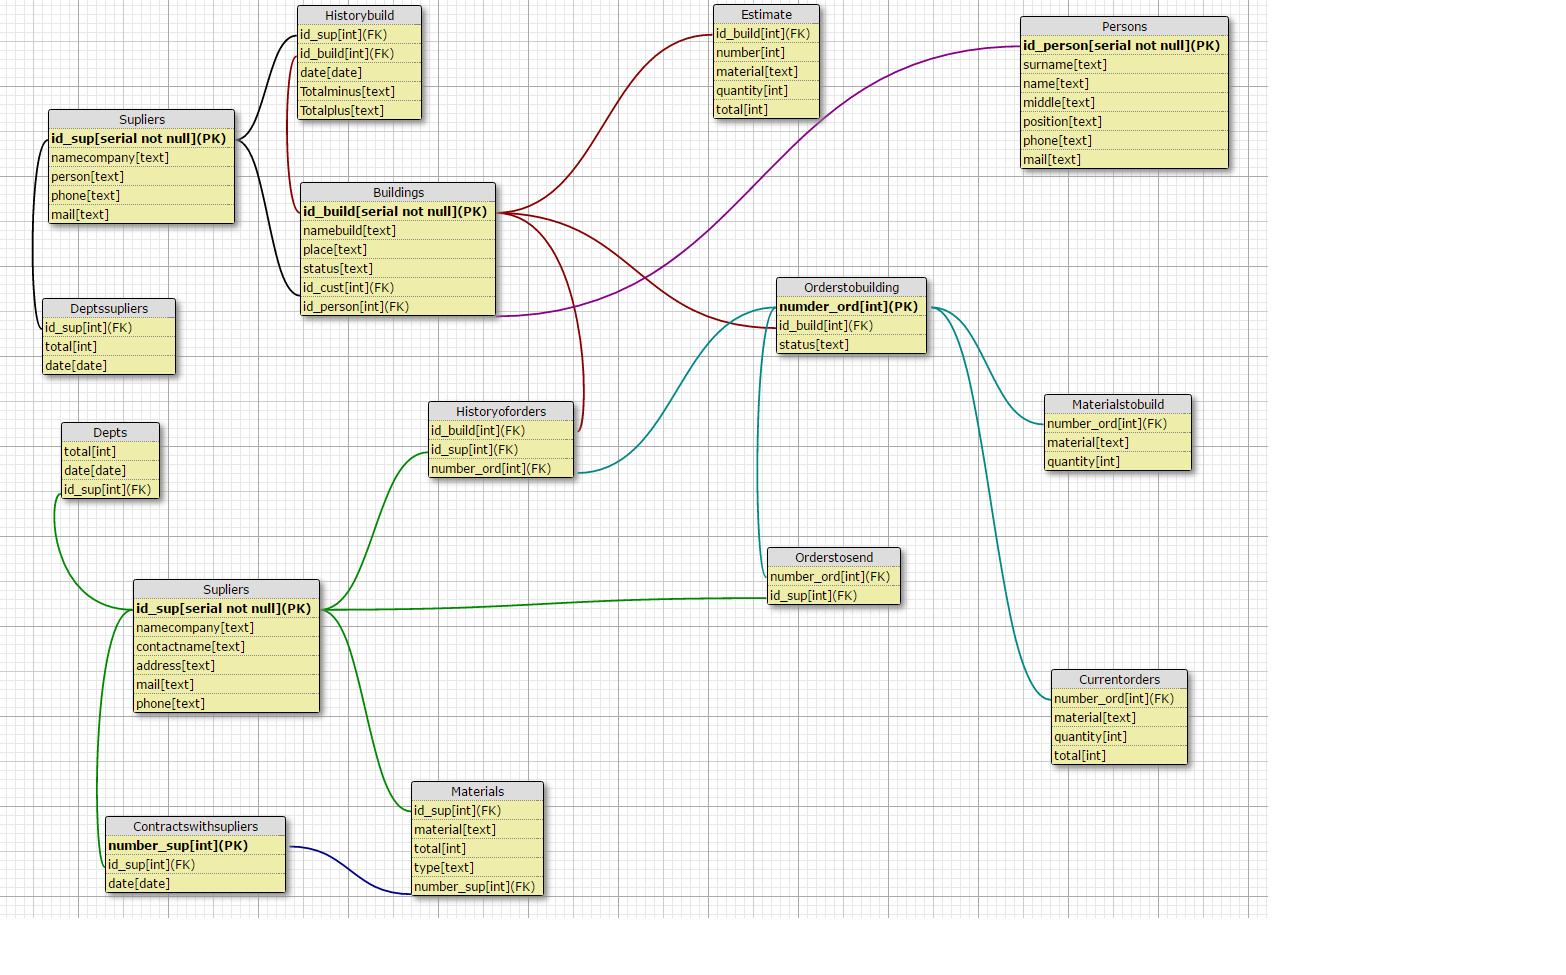 Historybuild
id_sup[int](FK)
id_build[int](FK)
date[date]
Totalminus[text]
Totalplus[text]
Estimate
id_build[int](FK)
number[int]
material[text]
quantity[int]
total[int]
Persons
id_person[serial not null](PK)
surname[text]
name[text]
middle[text]
position[text]
phone[text]
mail[text]
Supliers
id_sup[serial not null](PK)
namecompany[text]
person[text]
phone[text]
mail[text]
Buildings
id_build[serial not null](PK)
namebuild[text]
place[text]
status[text]
id_cust[int](FK)
id_person[int](FK)
Deptssupliers
id_sup[int](FK)
total[int]
date[date]
Orderstobuilding
numder_ord[int](PK)
id_build[int](FK)
status[text]
Historyoforders
id_build[int](FK)
id_sup[int](FK)
number_ord[int](FK)
Materialstobuild
number_ord[int](FK)
material[text]
quantity[int]
Depts
total[int]
date[date]
id_sup[int](FK)
Orderstosend
number_ord[int](FK)
id_sup[int](FK)
Supliers
id_sup[serial not null](PK)
namecompany[text]
contactname[text]
address[text]
mail[text]
phone[text]
Currentorders
number_ord[int](FK)
material[text]
quantity[int]
total[int]
Materials
id_sup[int](FK)
material[text]
total[int]
type[text]
number_sup[int](FK)
Contractswithsupliers
number_sup[int](PK)
id_sup[int](FK)
date[date]